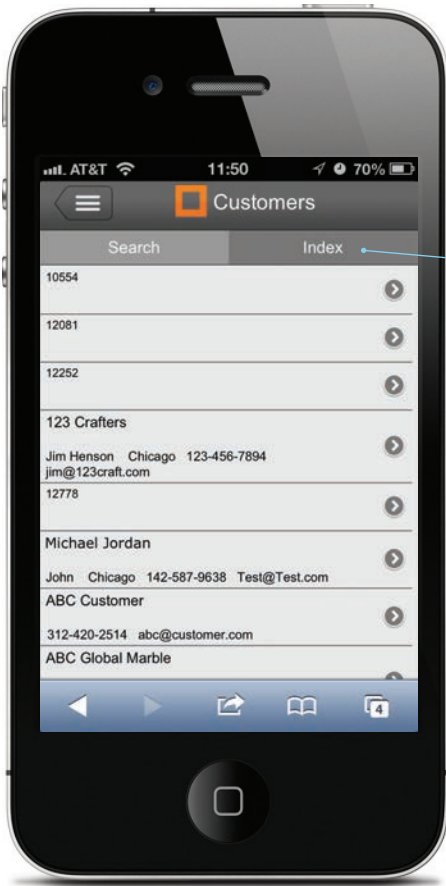 AT&T 11:50 70%
Customers
Search Index
10554
12081
12252
123 Crafters
Jim Henson Chicago 123-456-7894
jim@123craft.com
12778
Michael Jordan
John Chicago 142-587-9638 Test@Test.com
ABC Customer
312-420-2514 abc@customer.com
ABC Global Marble
4